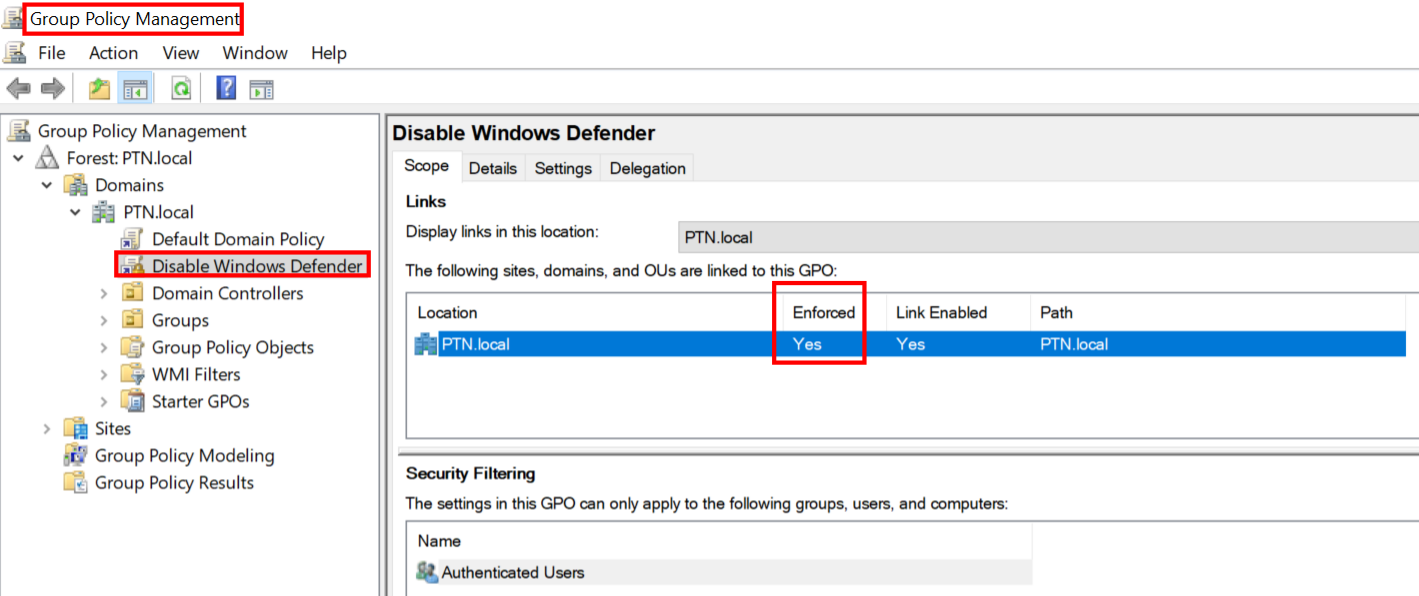 Group Policy Management
File Action View Window Help
Group Policy Management
Forest: PTN.local
Domains
PTN.local
Default Domain Policy
Disable Windows Defender
Domain Controllers
Groups
Group Policy Objects
WMI Filters
Starter GPOs
Sites
Group Policy Modeling
Group Policy Results
Disable Windows Defender
Scope Details Settings Delegation
Links
Display links in this location: PTN.local
The following sites, domains, and OUs are linked to this GPO:
Location Enforced Link Enabled Path
PTN.local Yes Yes PTN.local
Security Filtering
The settings in this GPO can only apply to the following groups, users, and computers:
Name
Authenticated Users